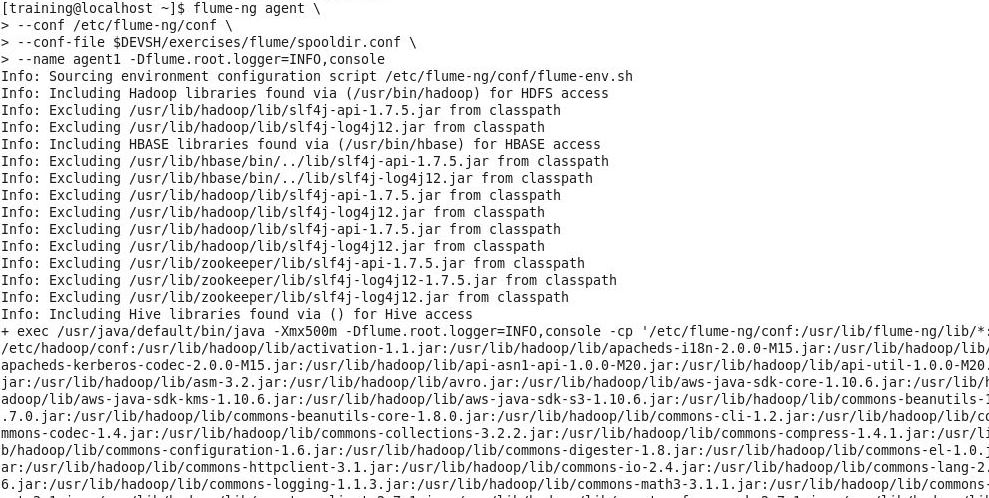 [training@localhost ~]$ flume-ng agent \
> --conf /etc/flume-ng/conf \
> --conf-file $DEVSH/exercises/flume/spooldir.conf \
> --name agent1 -Dflume.root.logger=INFO,console
Info: Sourcing environment configuration script /etc/flume-ng/conf/flume-env.sh
Info: Including Hadoop libraries found via (/usr/bin/hadoop) for HDFS access
Info: Excluding /usr/lib/hadoop/lib/slf4j-api-1.7.5.jar from classpath
Info: Excluding /usr/lib/hadoop/lib/slf4j-log4j12.jar from classpath
Info: Including HBASE libraries found via (/usr/bin/hbase) for HBASE access
Info: Excluding /usr/lib/hbase/bin/../lib/slf4j-api-1.7.5.jar from classpath
Info: Excluding /usr/lib/hbase/bin/../lib/slf4j-log4j12.jar from classpath
Info: Excluding /usr/lib/hadoop/lib/slf4j-api-1.7.5.jar from classpath
Info: Excluding /usr/lib/hadoop/lib/slf4j-log4j12.jar from classpath
Info: Excluding /usr/lib/hadoop/lib/slf4j-api-1.7.5.jar from classpath
Info: Excluding /usr/lib/hadoop/lib/slf4j-log4j12.jar from classpath
Info: Excluding /usr/lib/zookeeper/lib/slf4j-api-1.7.5.jar from classpath
Info: Excluding /usr/lib/zookeeper/lib/slf4j-log4j12-1.7.5.jar from classpath
Info: Excluding /usr/lib/zookeeper/lib/slf4j-log4j12.jar from classpath
Info: Including Hive libraries found via () for Hive access
+ exec /usr/java/default/bin/java -Xmx500m -Dflume.root.logger=INFO,console -cp '/etc/flume-ng/conf:/usr/lib/flume-ng/lib/*:
/etc/hadoop/conf:/usr/lib/hadoop/lib/activation-1.1.jar:/usr/lib/hadoop/lib/apacheds-i18n-2.0.0-M15.jar:/usr/lib/hadoop/lib/
apacheds-kerberos-codec-2.0.0-M15.jar:/usr/lib/hadoop/lib/api-asn1-api-1.0.0-M20.jar:/usr/lib/hadoop/lib/api-util-1.0.0-M20.
jar:/usr/lib/hadoop/lib/asm-3.2.jar:/usr/lib/hadoop/lib/avro.jar:/usr/lib/hadoop/lib/aws-java-sdk-core-1.10.6.jar:/usr/lib/h
adoop/lib/aws-java-sdk-kms-1.10.6.jar:/usr/lib/hadoop/lib/aws-java-sdk-s3-1.10.6.jar:/usr/lib/hadoop/lib/commons-beanutils-1
.7.0.jar:/usr/lib/hadoop/lib/commons-beanutils-core-1.8.0.jar:/usr/lib/hadoop/lib/commons-cli-1.2.jar:/usr/lib/hadoop/lib/co
mmons-codec-1.4.jar:/usr/lib/hadoop/lib/commons-collections-3.2.2.jar:/usr/lib/hadoop/lib/commons-compress-1.4.1.jar:/usr/li
b/hadoop/lib/commons-configuration-1.6.jar:/usr/lib/hadoop/lib/commons-digester-1.8.jar:/usr/lib/hadoop/lib/commons-el-1.0.j
ar:/usr/lib/hadoop/lib/commons-httpclient-3.1.jar:/usr/lib/hadoop/lib/commons-io-2.4.jar:/usr/lib/hadoop/lib/commons-lang-2.
6.jar:/usr/lib/hadoop/lib/commons-logging-1.1.3.jar:/usr/lib/hadoop/lib/commons-math3-3.1.1.jar:/usr/lib/hadoop/lib/commons-